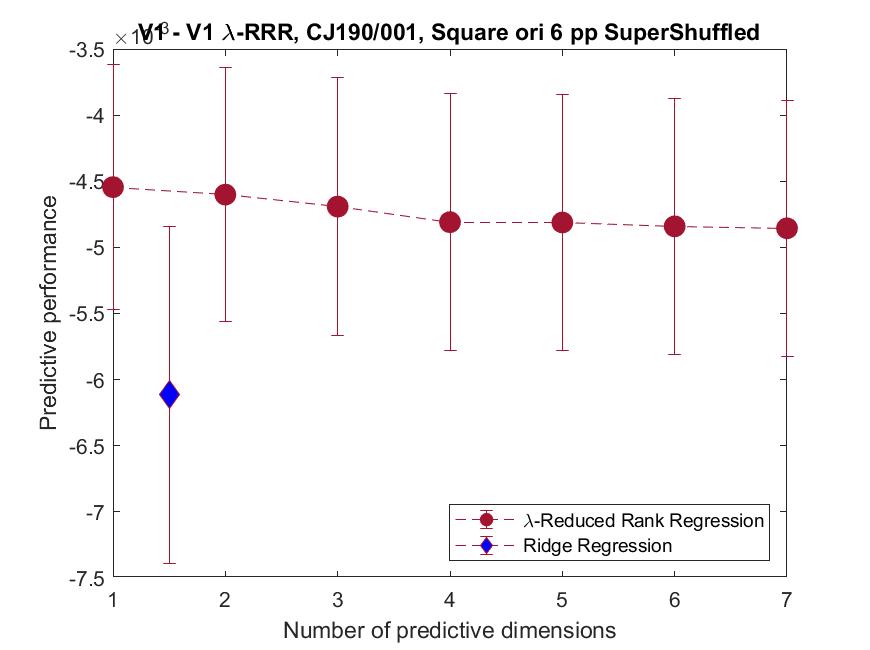 V1 - V1 λ-RRR, CJ190/001, Square ori 6 pp SuperShuffled
×10⁻³
-3.5
-4
-4.5
-5
-5.5
-6
-6.5
-7
-7.5
Predictive performance
λ-Reduced Rank Regression
Ridge Regression
1 2 3 4 5 6 7
Number of predictive dimensions